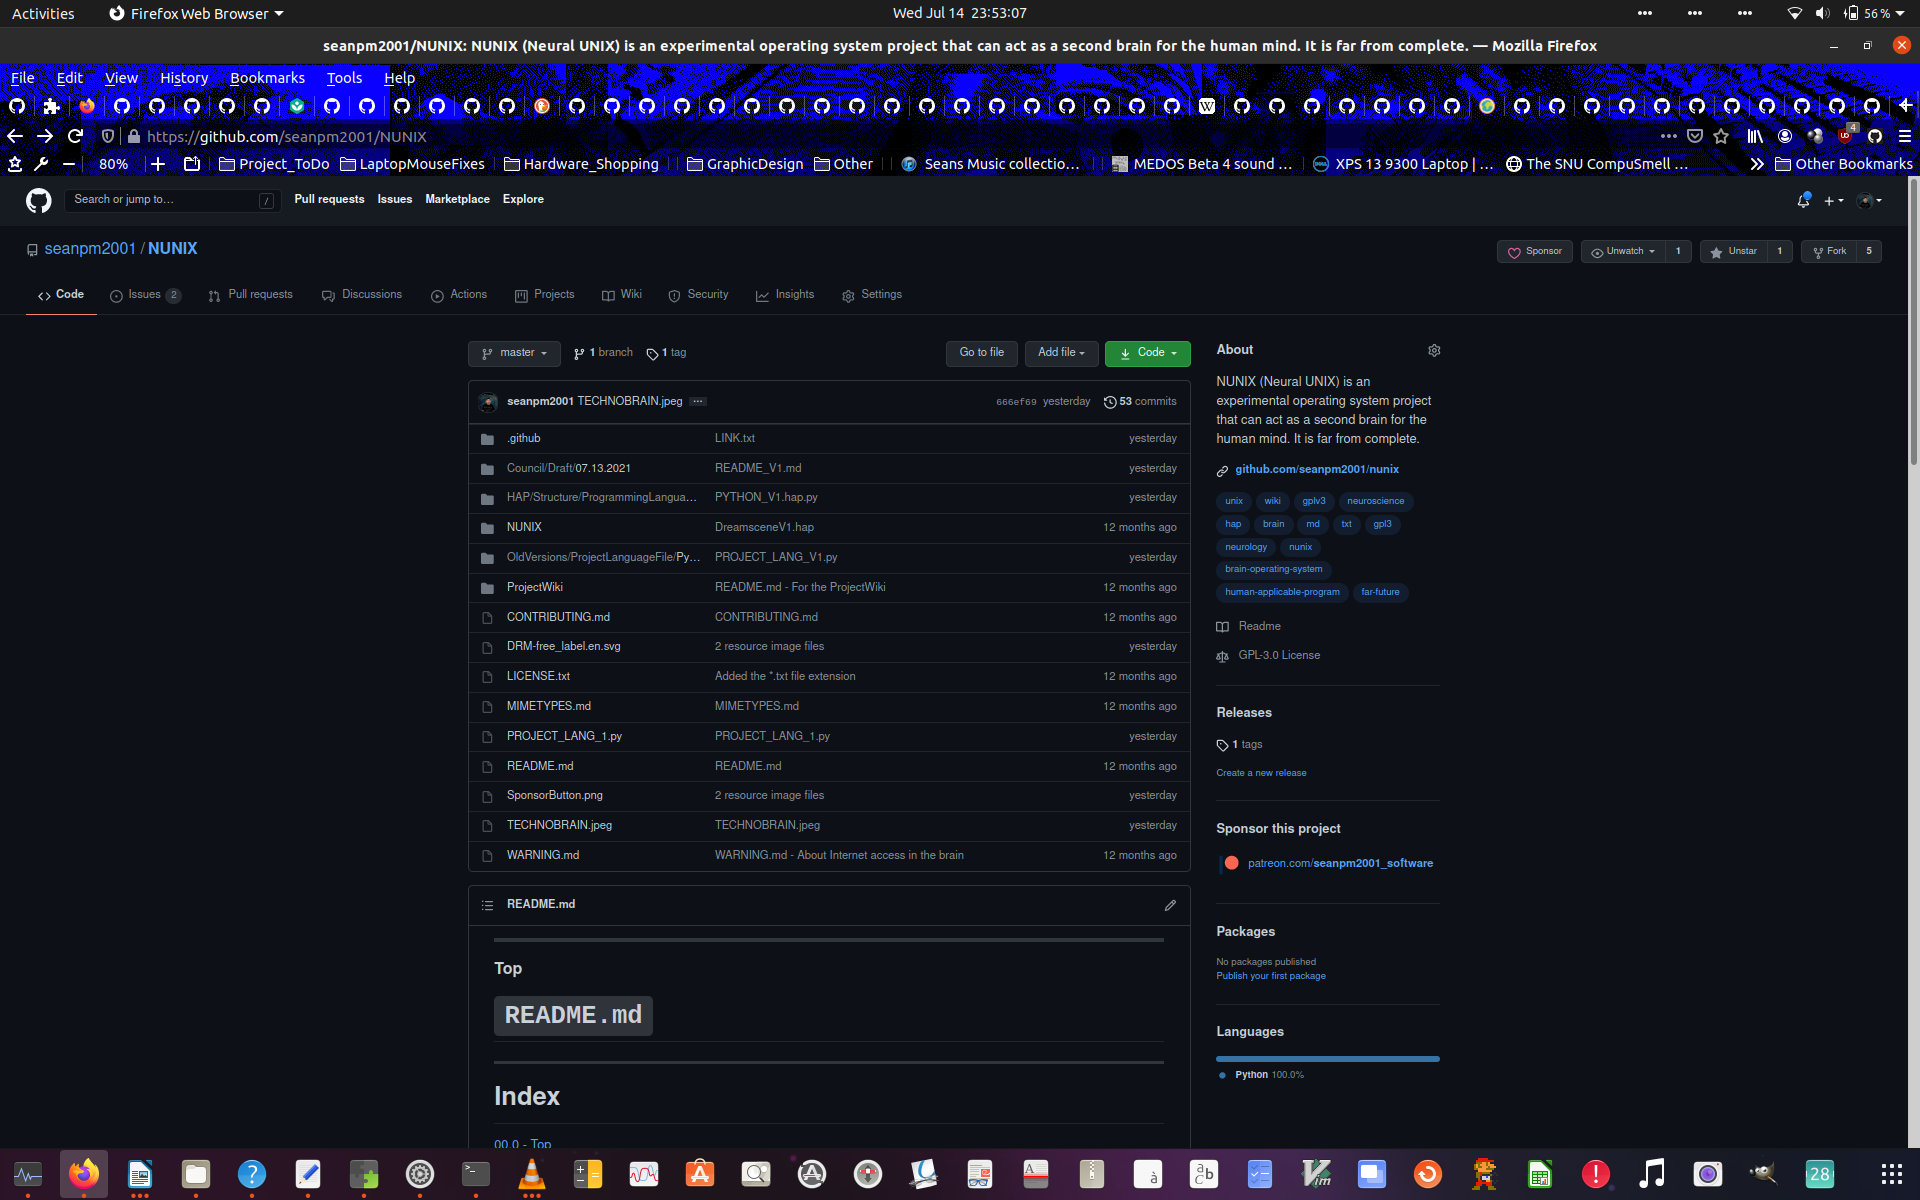 Activities Firefox Web Browser Wed Jul 14 23:53:07 56 %
seanpm2001/NUNIX: NUNIX (Neural UNIX) is an experimental operating system project that can act as a second brain for the human mind. It is far from complete. — Mozilla Firefox
File Edit View History Bookmarks Tools Help
https://github.com/seanpm2001/NUNIX 4
80% Project_ToDo LaptopMouseFixes Hardware_Shopping GraphicDesign Other Seans Music collectio… MEDOS Beta 4 sound … XPS 13 9300 Laptop | … The SNU CompuSmell … Other Bookmarks
Search or jump to… / Pull requests Issues Marketplace Explore
seanpm2001 / NUNIX Sponsor Unwatch 1 Unstar 1 Fork 5
Code Issues 2 Pull requests Discussions Actions Projects Wiki Security Insights Settings
master 1 branch 1 tag Go to file Add file Code
seanpm2001 TECHNOBRAIN.jpeg 666ef69 yesterday 53 commits
.github LINK.txt yesterday
Council/Draft/07.13.2021 README_V1.md yesterday
HAP/Structure/ProgrammingLangua… PYTHON_V1.hap.py yesterday
NUNIX DreamsceneV1.hap 12 months ago
OldVersions/ProjectLanguageFile/Py… PROJECT_LANG_V1.py yesterday
ProjectWiki README.md - For the ProjectWiki 12 months ago
CONTRIBUTING.md CONTRIBUTING.md 12 months ago
DRM-free_label.en.svg 2 resource image files yesterday
LICENSE.txt Added the *.txt file extension 12 months ago
MIMETYPES.md MIMETYPES.md 12 months ago
PROJECT_LANG_1.py PROJECT_LANG_1.py yesterday
README.md README.md 12 months ago
SponsorButton.png 2 resource image files yesterday
TECHNOBRAIN.jpeg TECHNOBRAIN.jpeg yesterday
WARNING.md WARNING.md - About Internet access in the brain 12 months ago
README.md
Top
README.md
Index
00.0 - Top
About
NUNIX (Neural UNIX) is an
experimental operating system project
that can act as a second brain for the
human mind. It is far from complete.
github.com/seanpm2001/nunix
unix wiki gplv3 neuroscience
hap brain md txt gpl3
neurology nunix
brain-operating-system
human-applicable-program far-future
Readme
GPL-3.0 License
Releases
1 tags
Create a new release
Sponsor this project
patreon.com/seanpm2001_software
Packages
No packages published
Publish your first package
Languages
Python 100.0%
28